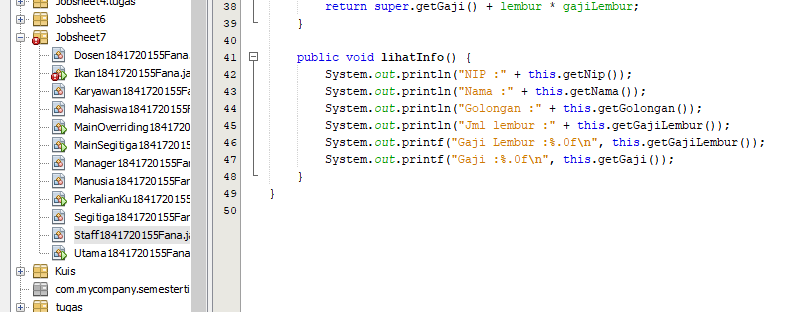 Jobsheet4.tugas
Jobsheet6
Jobsheet7
Dosen1841720155Fana.
Ikan1841720155Fana.ja
Karyawan1841720155Fa
Mahasiswa1841720155
MainOverriding1841720
MainSegitiga184172015
Manager1841720155Fa
Manusia1841720155Fa
PerkalianKu184172015
Segitiga1841720155Fa
Staff1841720155Fana.ja
Utama1841720155Fana
Kuis
com.mycompany.semesterti
tugas
38 return super.getGaji() + lembur * gajiLembur;
39 }
40
41 public void lihatInfo() {
42 System.out.println("NIP :" + this.getNip());
43 System.out.println("Nama :" + this.getNama());
44 System.out.println("Golongan :" + this.getGolongan());
45 System.out.println("Jml lembur :" + this.getGajiLembur());
46 System.out.printf("Gaji Lembur :%.0f\n", this.getGajiLembur());
47 System.out.printf("Gaji :%.0f\n", this.getGaji());
48 }
49 }
50